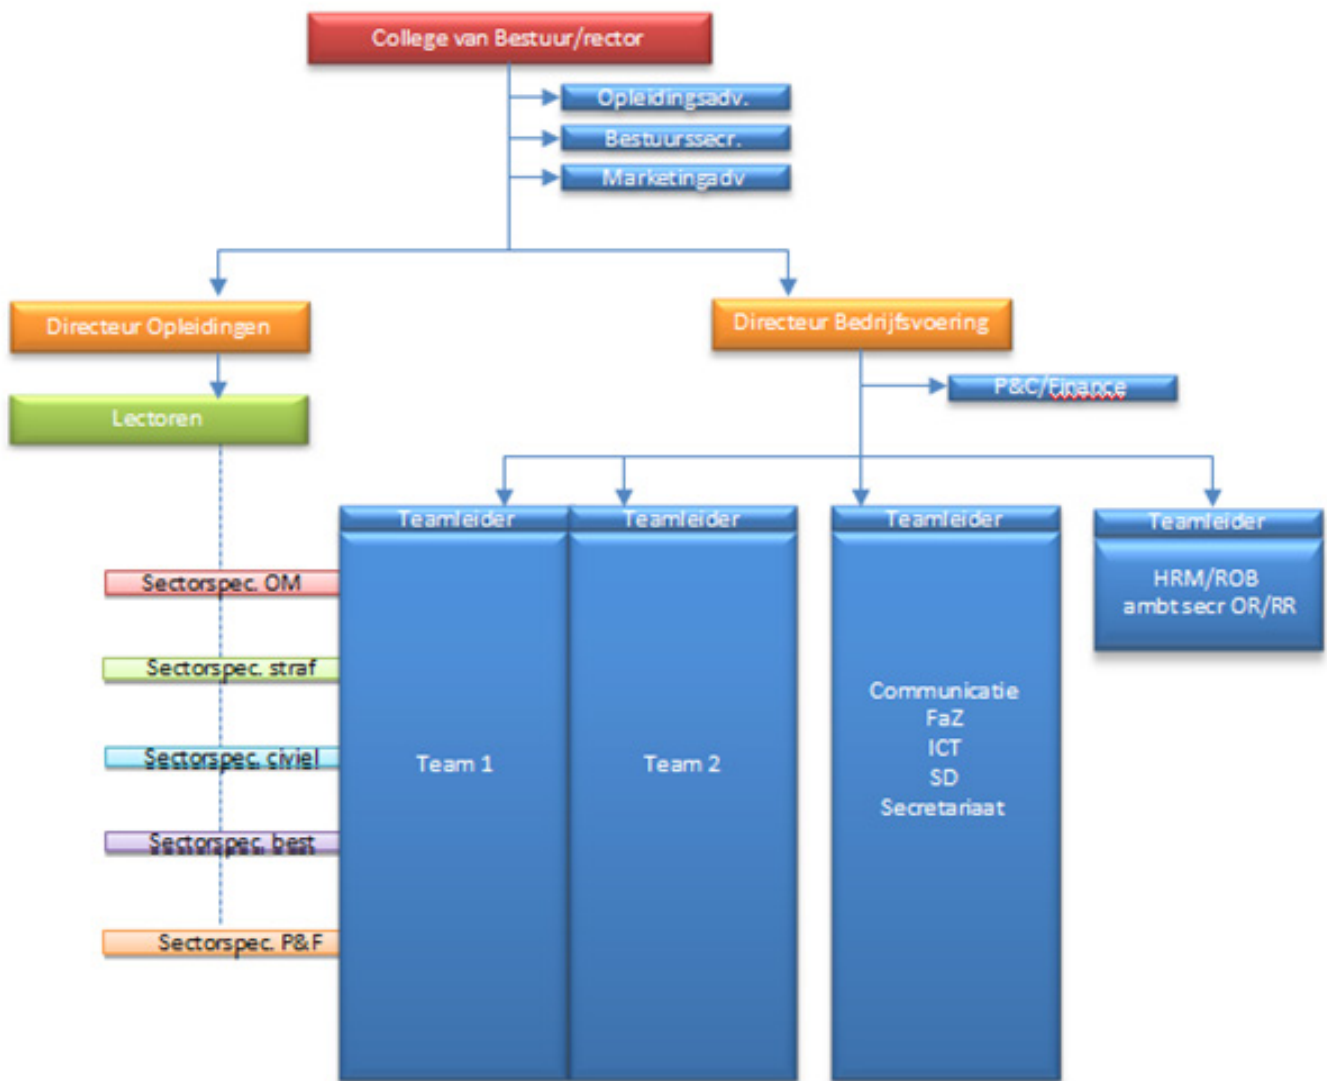 College van Bestuur/rector
Opleidingsadv.
Bestuurssecr.
Marketingadv
Directeur Opleidingen
Directeur Bedrijfsvoering
P&C/Finance
Lectoren
Teamleider
Teamleider
Teamleider
Teamleider
HRM/ROB
ambt secr OR/RR
Sectorspec. OM
Sectorspec. straf
Sectorspec. civiel
Sectorspec. best
Sectorspec. P&F
Team 1
Team 2
Communicatie
FaZ
ICT
SD
Secretariaat